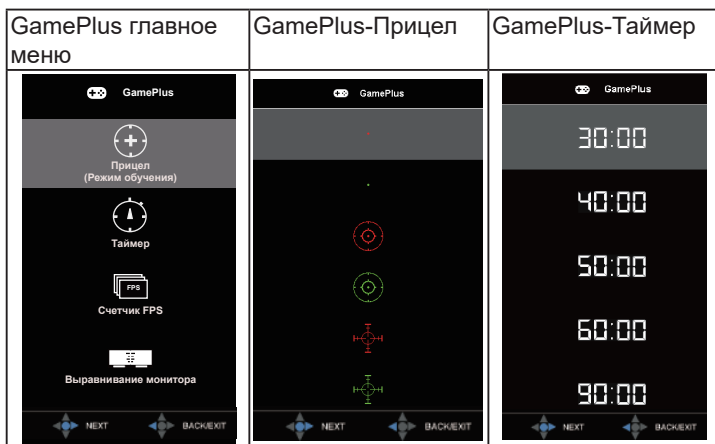 GamePlus главное
меню
GamePlus-Прицел
GamePlus-Таймер
GamePlus
Прицел
(Режим обучения)
Таймер
FPS
Счетчик FPS
Выравнивание монитора
NEXT BACK/EXIT
GamePlus
NEXT BACK/EXIT
GamePlus
30:00
40:00
50:00
60:00
90:00
NEXT BACK/EXIT